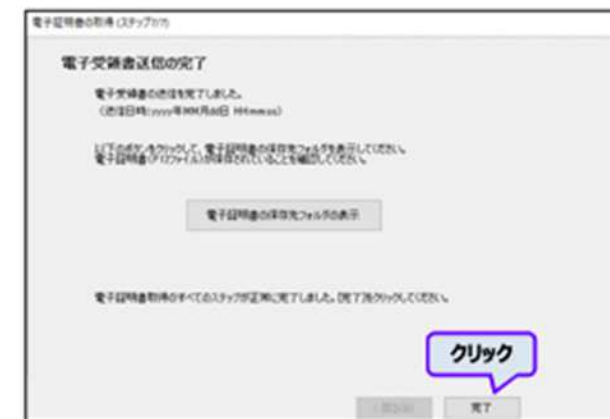 電子証明書の取得 (ステップ7/7)
電子受領書送信の完了
電子受領書の送信を完了しました。
(送信日時:yyyy年MM月dd日 HH:mm:ss)
以下のボタンをクリックして、電子証明書の保存先フォルダを表示してください。
電子証明書(P12ファイル)が保存されていることを確認してください。
電子証明書の保存先フォルダの表示
電子証明書取得のすべてのステップが正常に完了しました。[完了]をクリックしてください。
クリック
完了